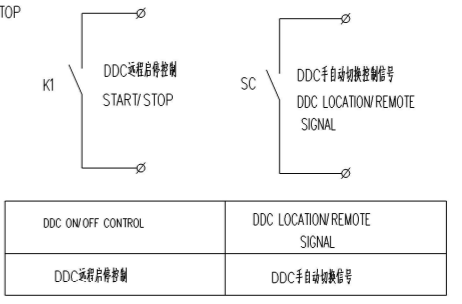 TOP
K1
DDC远程启停控制
START/STOP
SC
DDC手自动切换控制信号
DDC LOCATION/REMOTE
SIGNAL
DDC ON/OFF CONTROL
DDC LOCATION/REMOTE
SIGNAL
DDC远程启停控制
DDC手自动切换信号